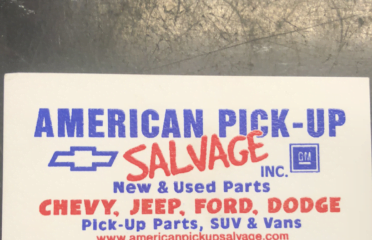 AMERICAN PICK-UP
SALVAGE
INC.
GM
New & Used Parts
CHEVY, JEEP, FORD, DODGE
Pick-Up Parts, SUV & Vans
www.americanpickupsalvage.com